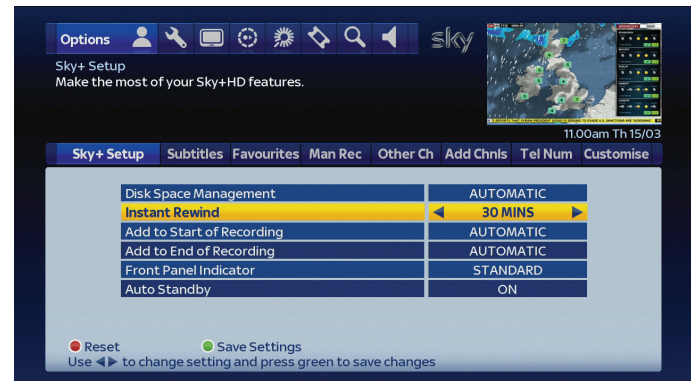 Options
sky
Sky+ Setup
Make the most of your Sky+HD features.
11.00am Th 15/03
Sky+ Setup Subtitles Favourites Man Rec Other Ch Add Chnls Tel Num Customise
Disk Space Management AUTOMATIC
Instant Rewind 30 MINS
Add to Start of Recording AUTOMATIC
Add to End of Recording AUTOMATIC
Front Panel Indicator STANDARD
Auto Standby ON
Reset Save Settings
Use ◀▶ to change setting and press green to save changes